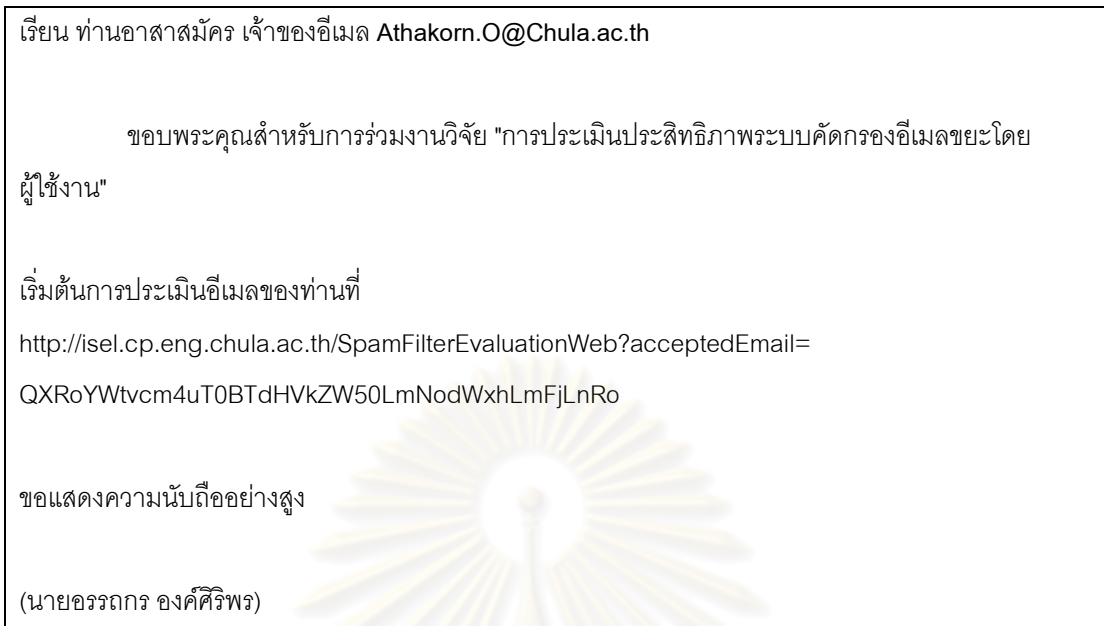 เรียน ท่านอาสาสมัคร เจ้าของอีเมล Athakorn.O@Chula.ac.th
ขอบพระคุณสำหรับการร่วมงานวิจัย "การประเมินประสิทธิภาพระบบคัดกรองอีเมลขยะโดย
ผู้ใช้งาน"
เริ่มต้นการประเมินอีเมลของท่านที่
http://isel.cp.eng.chula.ac.th/SpamFilterEvaluationWeb?acceptedEmail=
QXRoYWtvcm4uT0BTdHVkZW50LmNodWxhLmFjLnRo
ขอแสดงความนับถืออย่างสูง
(นายอรรถกร องค์ศิริพร)